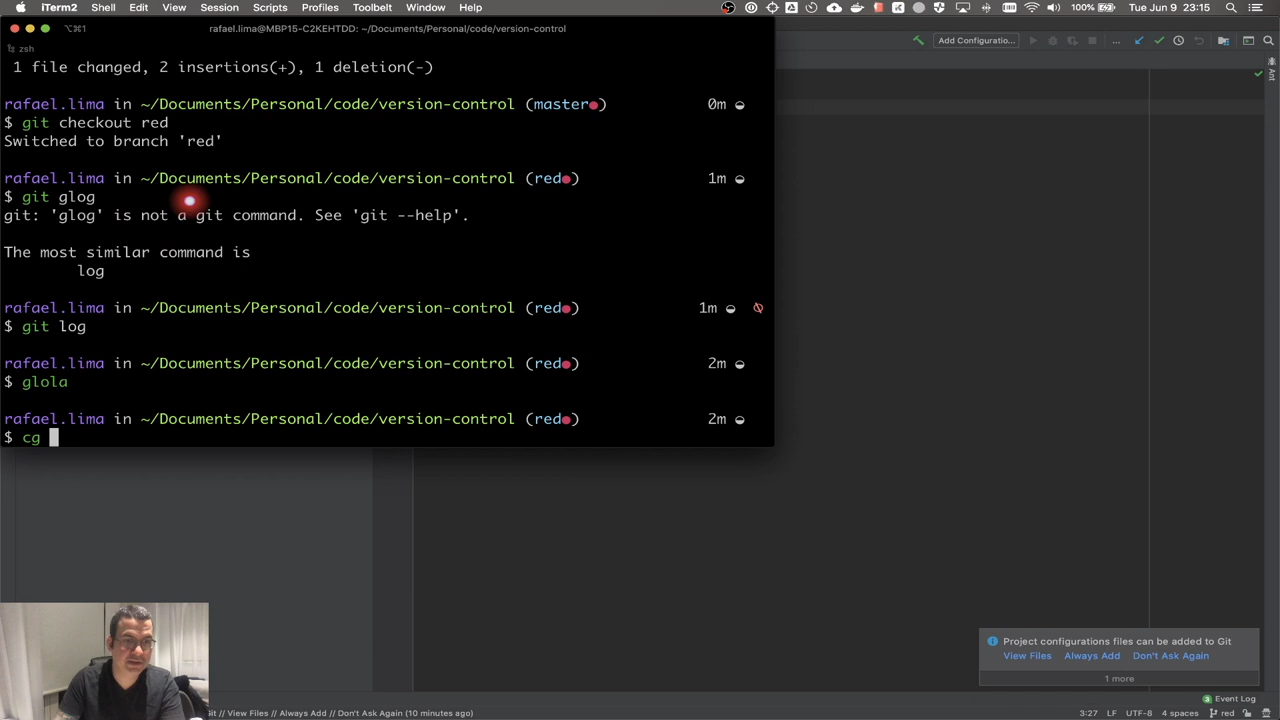 iTerm2 Shell Edit View Session Scripts Profiles Toolbelt Window Help 100% Tue Jun 9 23:15
⌥⌘1 rafael.lima@MBP15-C2KEHTDD: ~/Documents/Personal/code/version-control
zsh
1 file changed, 2 insertions(+), 1 deletion(-)
rafael.lima in ~/Documents/Personal/code/version-control (master●) 0m
$ git checkout red
Switched to branch 'red'
rafael.lima in ~/Documents/Personal/code/version-control (red●) 1m
$ git glog
git: 'glog' is not a git command. See 'git --help'.
The most similar command is
log
rafael.lima in ~/Documents/Personal/code/version-control (red●) 1m
$ git log
rafael.lima in ~/Documents/Personal/code/version-control (red●) 2m
$ glola
rafael.lima in ~/Documents/Personal/code/version-control (red●) 2m
$ cg
Add Configuratio...
...
Ant
Project configurations files can be added to Git
View Files Always Add Don't Ask Again
1 more
3 Event Log
it // View Files // Always Add // Don't Ask Again (10 minutes ago) 3:27 LF UTF-8 4 spaces red